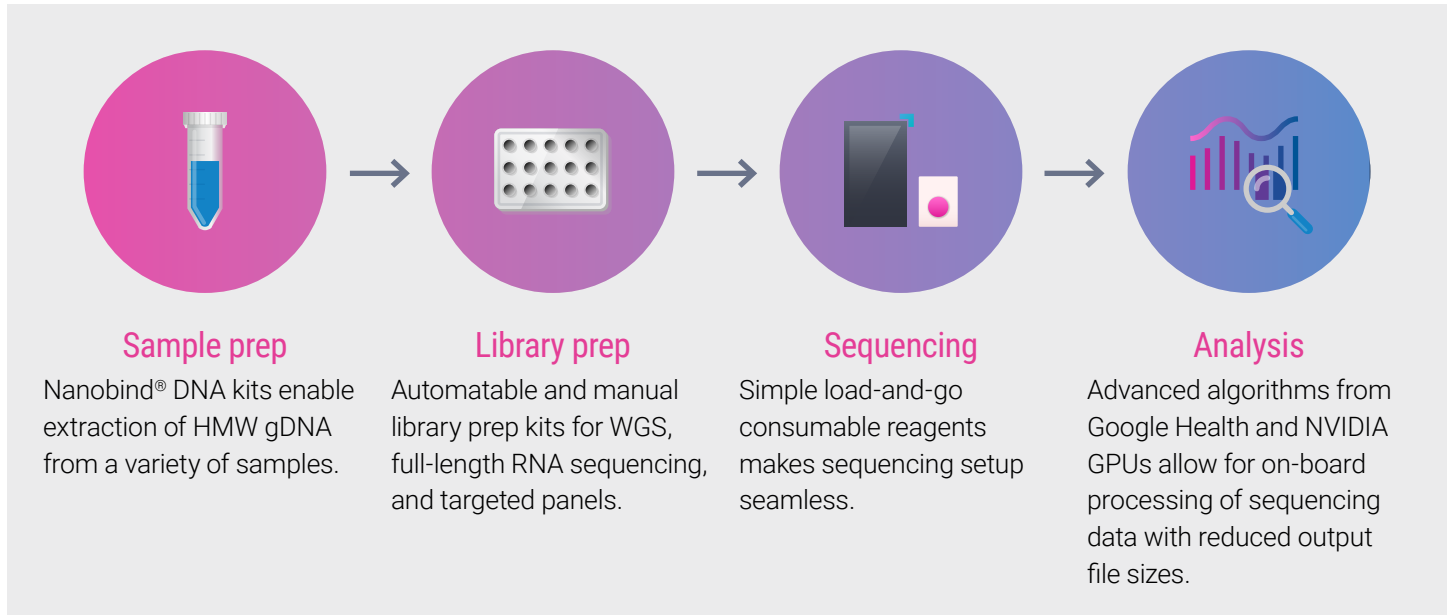 Sample prep
Nanobind® DNA kits enable
extraction of HMW gDNA
from a variety of samples.
Library prep
Automatable and manual
library prep kits for WGS,
full-length RNA sequencing,
and targeted panels.
Sequencing
Simple load-and-go
consumable reagents
makes sequencing setup
seamless.
Analysis
Advanced algorithms from
Google Health and NVIDIA
GPUs allow for on-board
processing of sequencing
data with reduced output
file sizes.